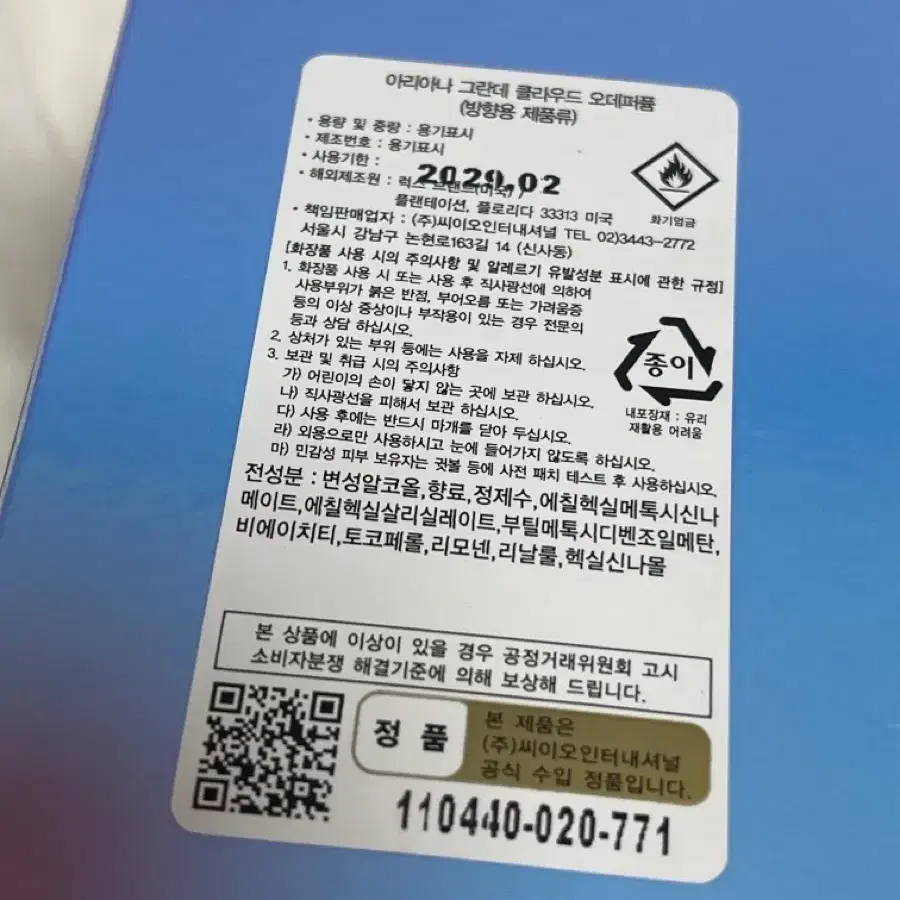 아리아나 그란데 클라우드 오데퍼퓸
(방향용 제품류)
• 용량 및 중량 : 용기표시
• 제조번호 : 용기표시
• 사용기한 : 2029.02
• 해외제조원 : 럭스 브랜드(미국) /
플랜테이션, 플로리다 33313 미국
화기엄금
• 책임판매업자 : (주)씨이오인터내셔널 TEL 02)3443-2772
서울시 강남구 논현로163길 14 (신사동)
[화장품 사용 시의 주의사항 및 알레르기 유발성분 표시에 관한 규정]
1. 화장품 사용 시 또는 사용 후 직사광선에 의하여
사용부위가 붉은 반점, 부어오름 또는 가려움증
등의 이상 증상이나 부작용이 있는 경우 전문의
등과 상담 하십시오.
2. 상처가 있는 부위 등에는 사용을 자제 하십시오.
3. 보관 및 취급 시의 주의사항
가) 어린이의 손이 닿지 않는 곳에 보관 하십시오.
나) 직사광선을 피해서 보관 하십시오.
다) 사용 후에는 반드시 마개를 닫아 두십시오.
라) 외용으로만 사용하시고 눈에 들어가지 않도록 하십시오.
마) 민감성 피부 보유자는 귓볼 등에 사전 패치 테스트 후 사용하십시오.
종이
내포장재 : 유리
재활용 어려움
전성분 : 변성알코올,향료,정제수,에칠헥실메톡시신나
메이트,에칠헥실살리실레이트,부틸메톡시디벤조일메탄,
비에이치티,토코페롤,리모넨,리날룰,헥실신나몰
본 상품에 이상이 있을 경우 공정거래위원회 고시
소비자분쟁 해결기준에 의해 보상해 드립니다.
정 품
본 제품은
(주)씨이오인터내셔널
공식 수입 정품입니다.
110440-020-771